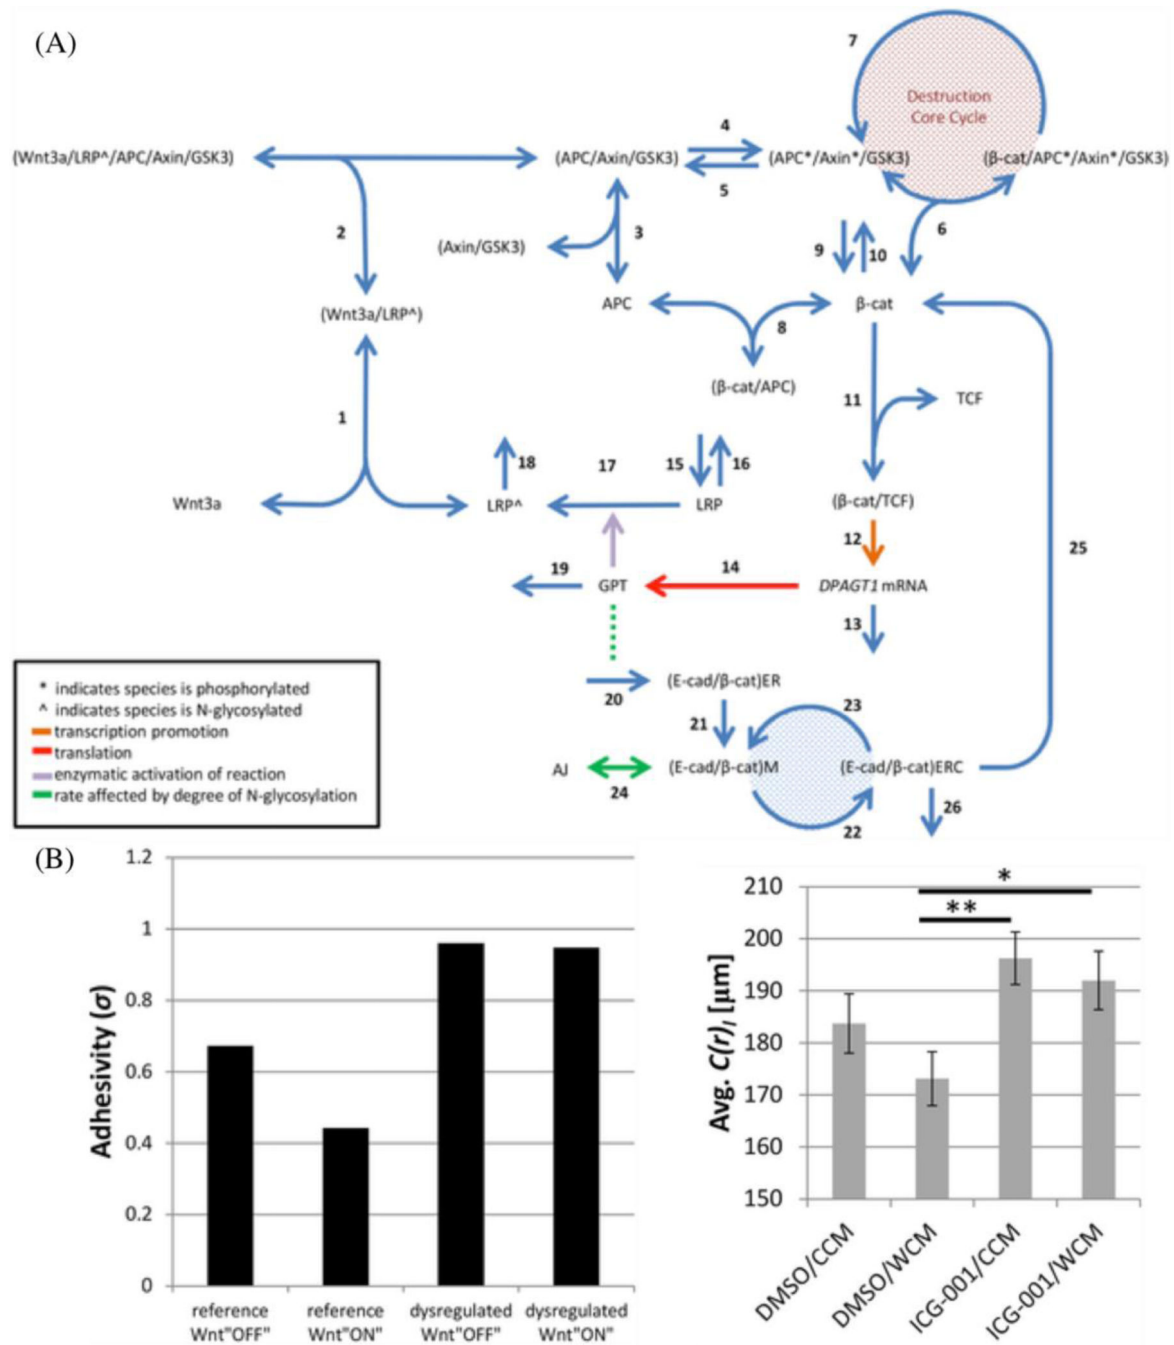 (A)
7
Destruction
Core Cycle
4
(Wnt3a/LRP^/APC/Axin/GSK3)
(APC/Axin/GSK3)
(APC*/Axin*/GSK3)
(β-cat/APC*/Axin*/GSK3)
5
2
(Axin/GSK3)
3
9
10
6
(Wnt3a/LRP^)
APC
β-cat
8
(β-cat/APC)
1
11
TCF
18
17
15
16
Wnt3a
LRP^
LRP
(β-cat/TCF)
12
25
19
GPT
14
DPAGT1 mRNA
13
20
(E-cad/β-cat)ER
21
23
AJ
24
(E-cad/β-cat)M
(E-cad/β-cat)ERC
22
26
* indicates species is phosphorylated
^ indicates species is N-glycosylated
transcription promotion
translation
enzymatic activation of reaction
rate affected by degree of N-glycosylation
(B)
Adhesivity (σ)
1.2
1
0.8
0.6
0.4
0.2
0
reference
Wnt"OFF"
reference
Wnt"ON"
dysregulated
Wnt"OFF"
dysregulated
Wnt"ON"
Avg. C(r)l [μm]
210
200
190
180
170
160
150
*
**
DMSO/CCM
DMSO/WCM
ICG-001/CCM
ICG-001/WCM